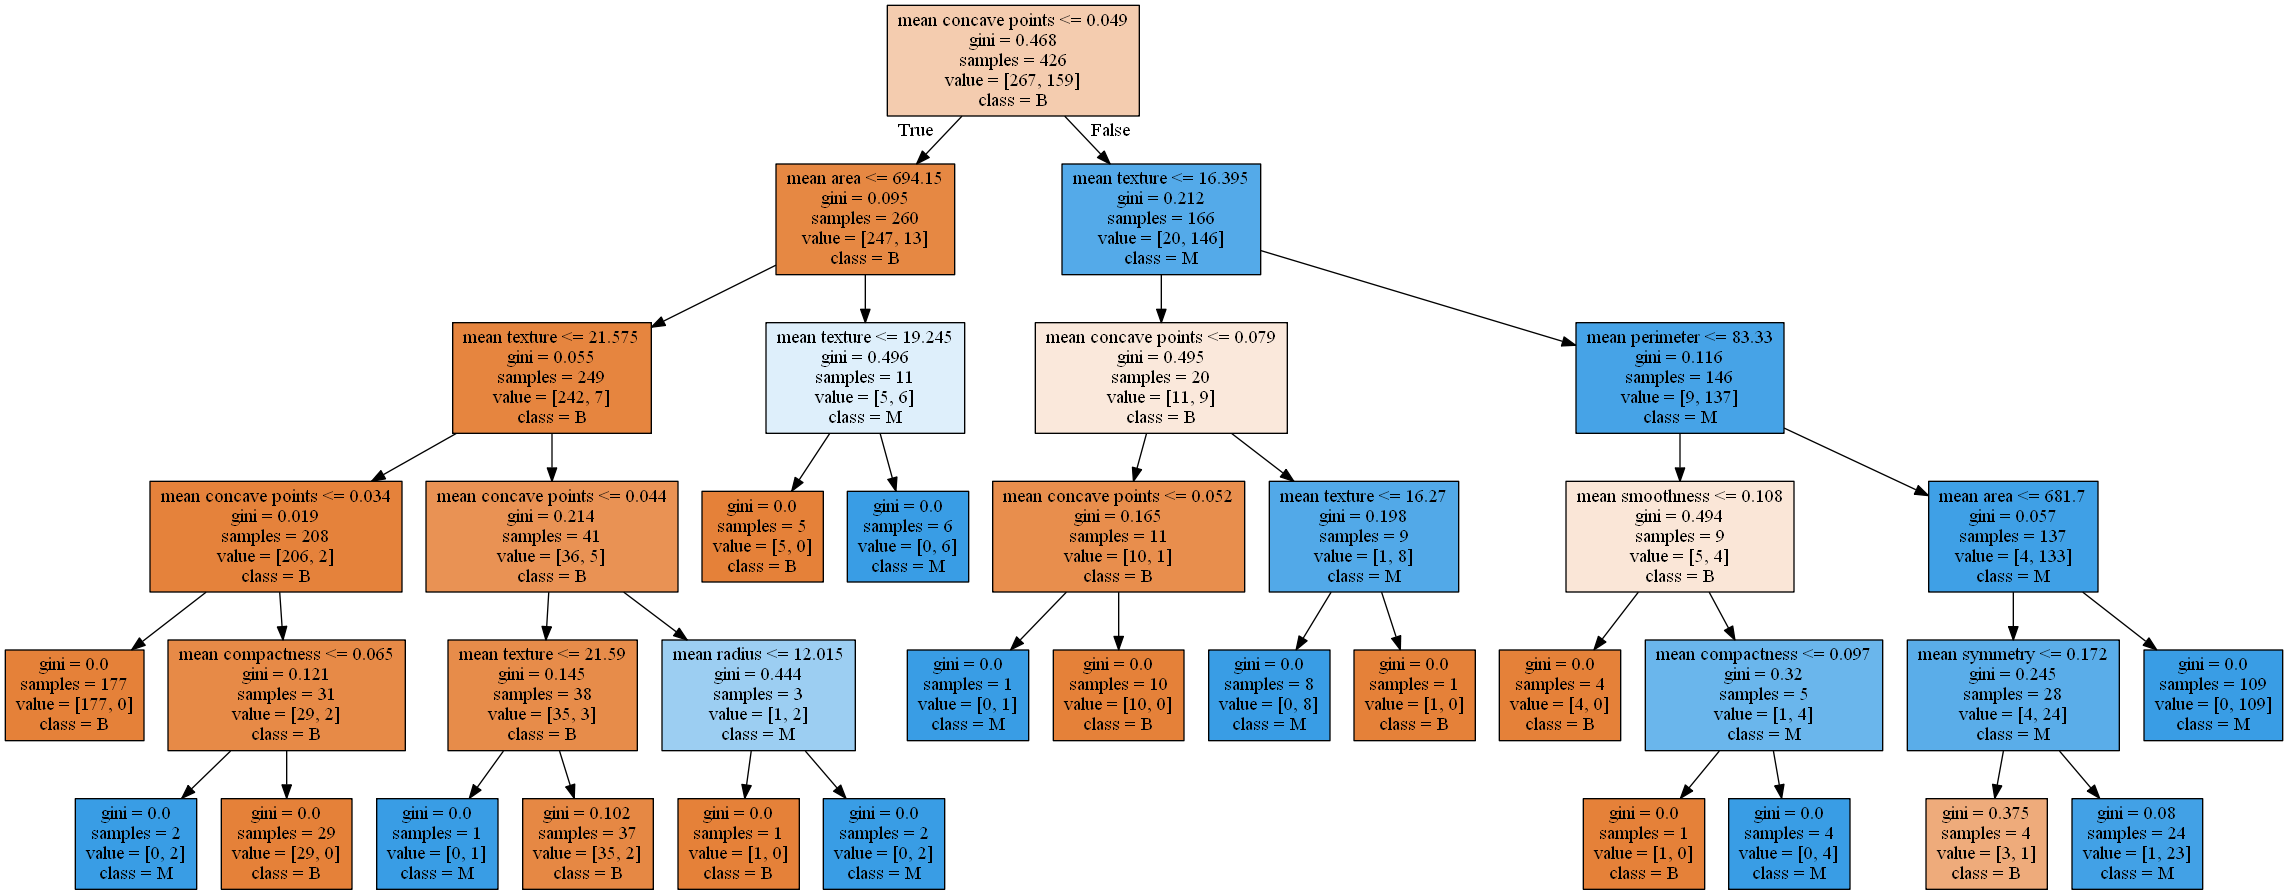 mean concave points <= 0.049
gini = 0.468
samples = 426
value = [267, 159]
class = B
True
False
mean area <= 694.15
gini = 0.095
samples = 260
value = [247, 13]
class = B
mean texture <= 16.395
gini = 0.212
samples = 166
value = [20, 146]
class = M
mean texture <= 21.575
gini = 0.055
samples = 249
value = [242, 7]
class = B
mean texture <= 19.245
gini = 0.496
samples = 11
value = [5, 6]
class = M
mean concave points <= 0.079
gini = 0.495
samples = 20
value = [11, 9]
class = B
mean perimeter <= 83.33
gini = 0.116
samples = 146
value = [9, 137]
class = M
mean concave points <= 0.034
gini = 0.019
samples = 208
value = [206, 2]
class = B
mean concave points <= 0.044
gini = 0.214
samples = 41
value = [36, 5]
class = B
gini = 0.0
samples = 5
value = [5, 0]
class = B
gini = 0.0
samples = 6
value = [0, 6]
class = M
mean concave points <= 0.052
gini = 0.165
samples = 11
value = [10, 1]
class = B
mean texture <= 16.27
gini = 0.198
samples = 9
value = [1, 8]
class = M
mean smoothness <= 0.108
gini = 0.494
samples = 9
value = [5, 4]
class = B
mean area <= 681.7
gini = 0.057
samples = 137
value = [4, 133]
class = M
gini = 0.0
samples = 177
value = [177, 0]
class = B
mean compactness <= 0.065
gini = 0.121
samples = 31
value = [29, 2]
class = B
mean texture <= 21.59
gini = 0.145
samples = 38
value = [35, 3]
class = B
mean radius <= 12.015
gini = 0.444
samples = 3
value = [1, 2]
class = M
gini = 0.0
samples = 1
value = [0, 1]
class = M
gini = 0.0
samples = 10
value = [10, 0]
class = B
gini = 0.0
samples = 8
value = [0, 8]
class = M
gini = 0.0
samples = 1
value = [1, 0]
class = B
gini = 0.0
samples = 4
value = [4, 0]
class = B
mean compactness <= 0.097
gini = 0.32
samples = 5
value = [1, 4]
class = M
mean symmetry <= 0.172
gini = 0.245
samples = 28
value = [4, 24]
class = M
gini = 0.0
samples = 109
value = [0, 109]
class = M
gini = 0.0
samples = 2
value = [0, 2]
class = M
gini = 0.0
samples = 29
value = [29, 0]
class = B
gini = 0.0
samples = 1
value = [0, 1]
class = M
gini = 0.102
samples = 37
value = [35, 2]
class = B
gini = 0.0
samples = 1
value = [1, 0]
class = B
gini = 0.0
samples = 2
value = [0, 2]
class = M
gini = 0.0
samples = 1
value = [1, 0]
class = B
gini = 0.0
samples = 4
value = [0, 4]
class = M
gini = 0.375
samples = 4
value = [3, 1]
class = B
gini = 0.08
samples = 24
value = [1, 23]
class = M